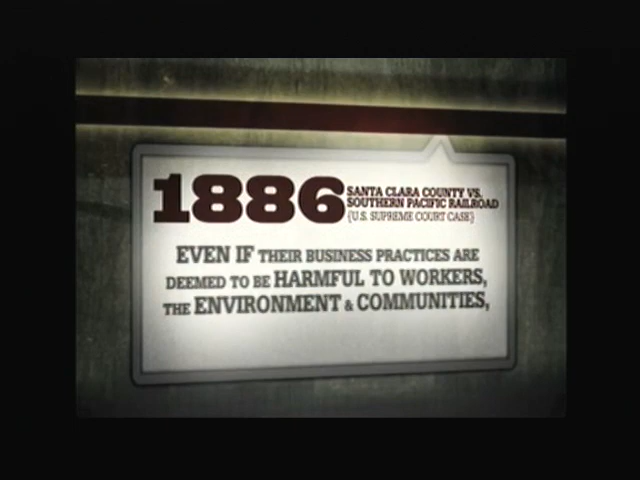 1886
SANTA CLARA COUNTY VS.
SOUTHERN PACIFIC RAILROAD
{U.S. SUPREME COURT CASE}
EVEN IF THEIR BUSINESS PRACTICES ARE
DEEMED TO BE HARMFUL TO WORKERS,
THE ENVIRONMENT & COMMUNITIES,